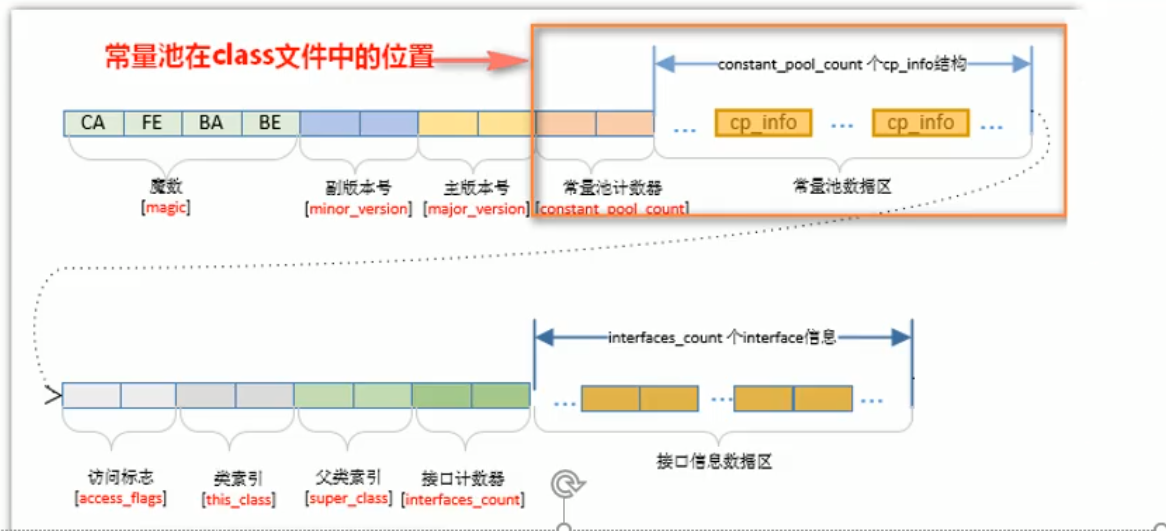 常量池在class文件中的位置
constant_pool_count 个cp_info结构
CA FE BA BE ... cp_info ... cp_info ...
魔数 副版本号 主版本号 常量池计数器 常量池数据区
[magic] [minor_version] [major_version] [constant_pool_count]
interfaces_count 个interface信息
... ... ...
访问标志 类索引 父类索引 接口计数器 接口信息数据区
[access_flags] [this_class] [super_class] [interfaces_count]